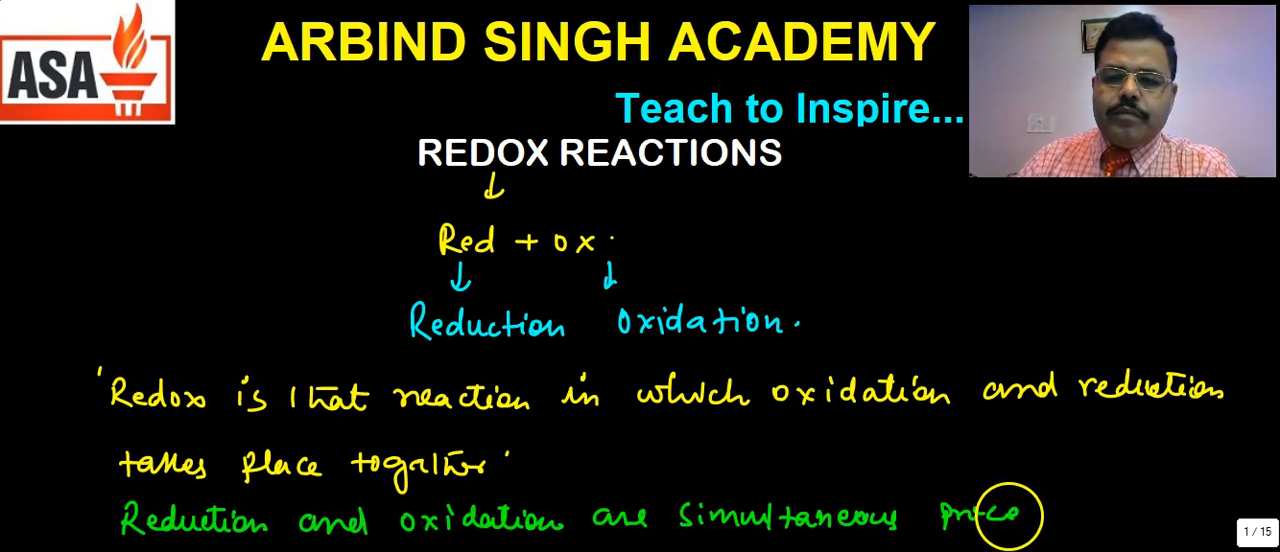 ASA
ARBIND SINGH ACADEMY
Teach to Inspire...
REDOX REACTIONS
Red + ox
Reduction Oxidation.
'Redox is that reaction in which oxidation and reduction
takes place together'
Reduction and oxidation are simultaneous proce
1 / 15